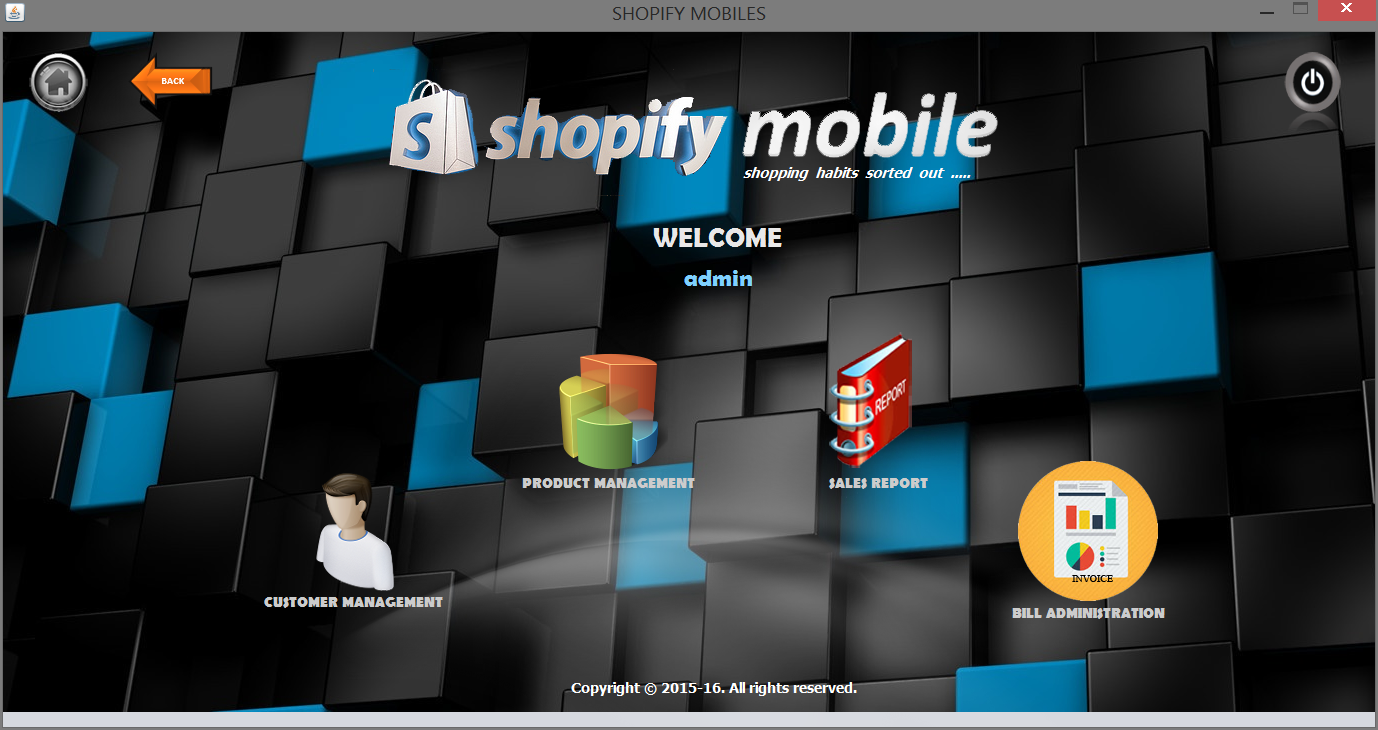 SHOPIFY MOBILES
BACK
S shopify mobile
shopping habits sorted out .....
WELCOME
admin
REPORT
PRODUCT MANAGEMENT
SALES REPORT
INVOICE
CUSTOMER MANAGEMENT
BILL ADMINISTRATION
Copyright © 2015-16. All rights reserved.